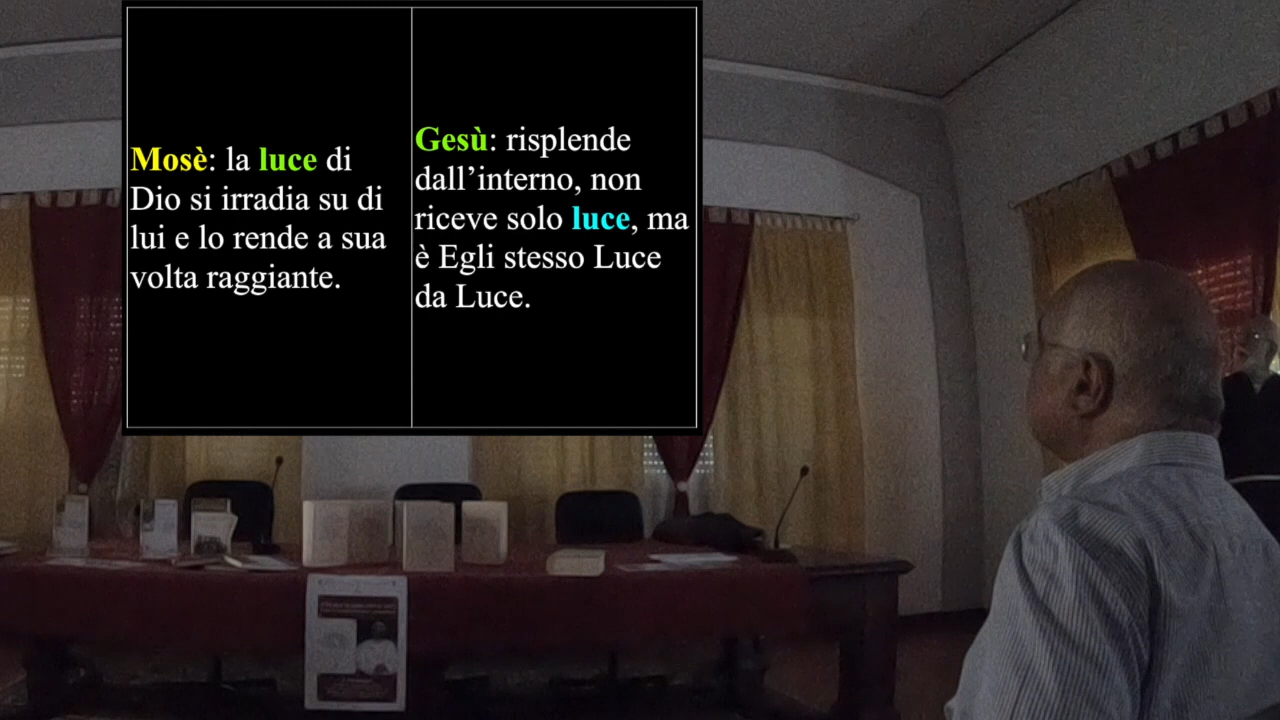 Mosè: la luce di
Dio si irradia su di
lui e lo rende a sua
volta raggiante.
Gesù: risplende
dall’interno, non
riceve solo luce, ma
è Egli stesso Luce
da Luce.